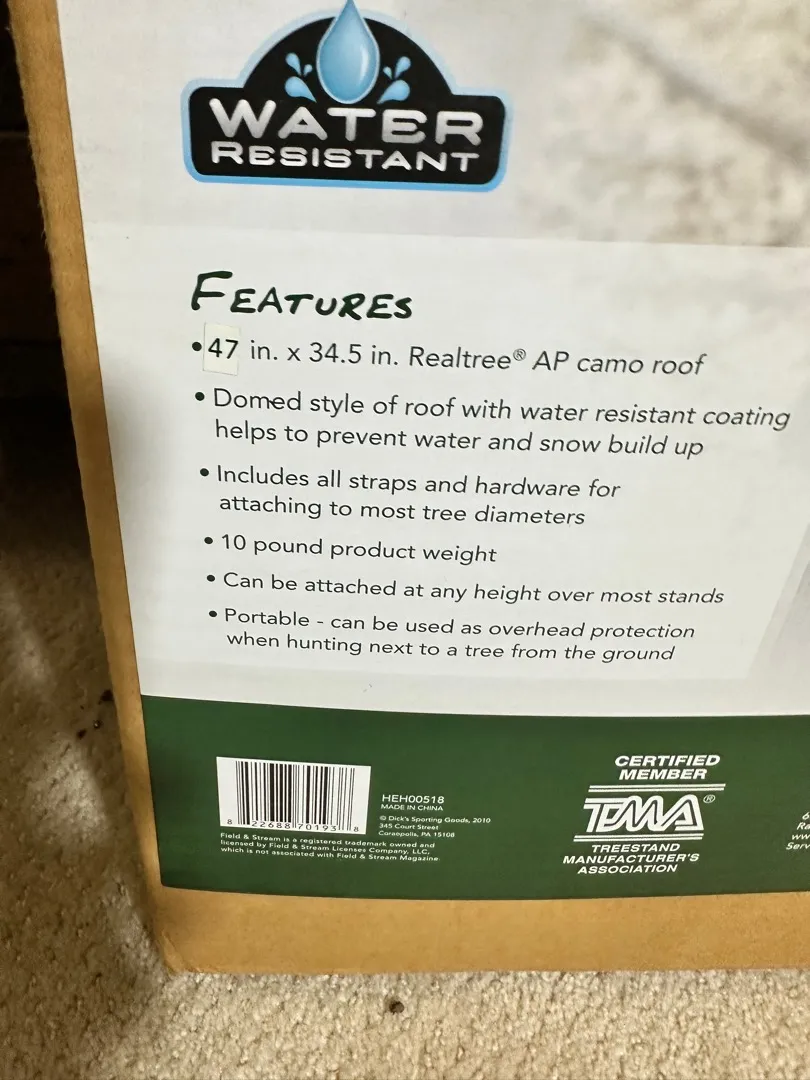 WATER
RESISTANT
FEATURES
• 47 in. x 34.5 in. Realtree® AP camo roof
• Domed style of roof with water resistant coating
helps to prevent water and snow build up
• Includes all straps and hardware for
attaching to most tree diameters
• 10 pound product weight
• Can be attached at any height over most stands
• Portable - can be used as overhead protection
when hunting next to a tree from the ground
8 22688 70193 8
HEH00518
MADE IN CHINA
© Dick's Sporting Goods, 2010
345 Court Street
Coraopolis, PA 15108
Field & Stream is a registered trademark owned and
licensed by Field & Stream Licenses Company, LLC,
which is not associated with Field & Stream Magazine
CERTIFIED
MEMBER
TMA®
TREESTAND
MANUFACTURER'S
ASSOCIATION